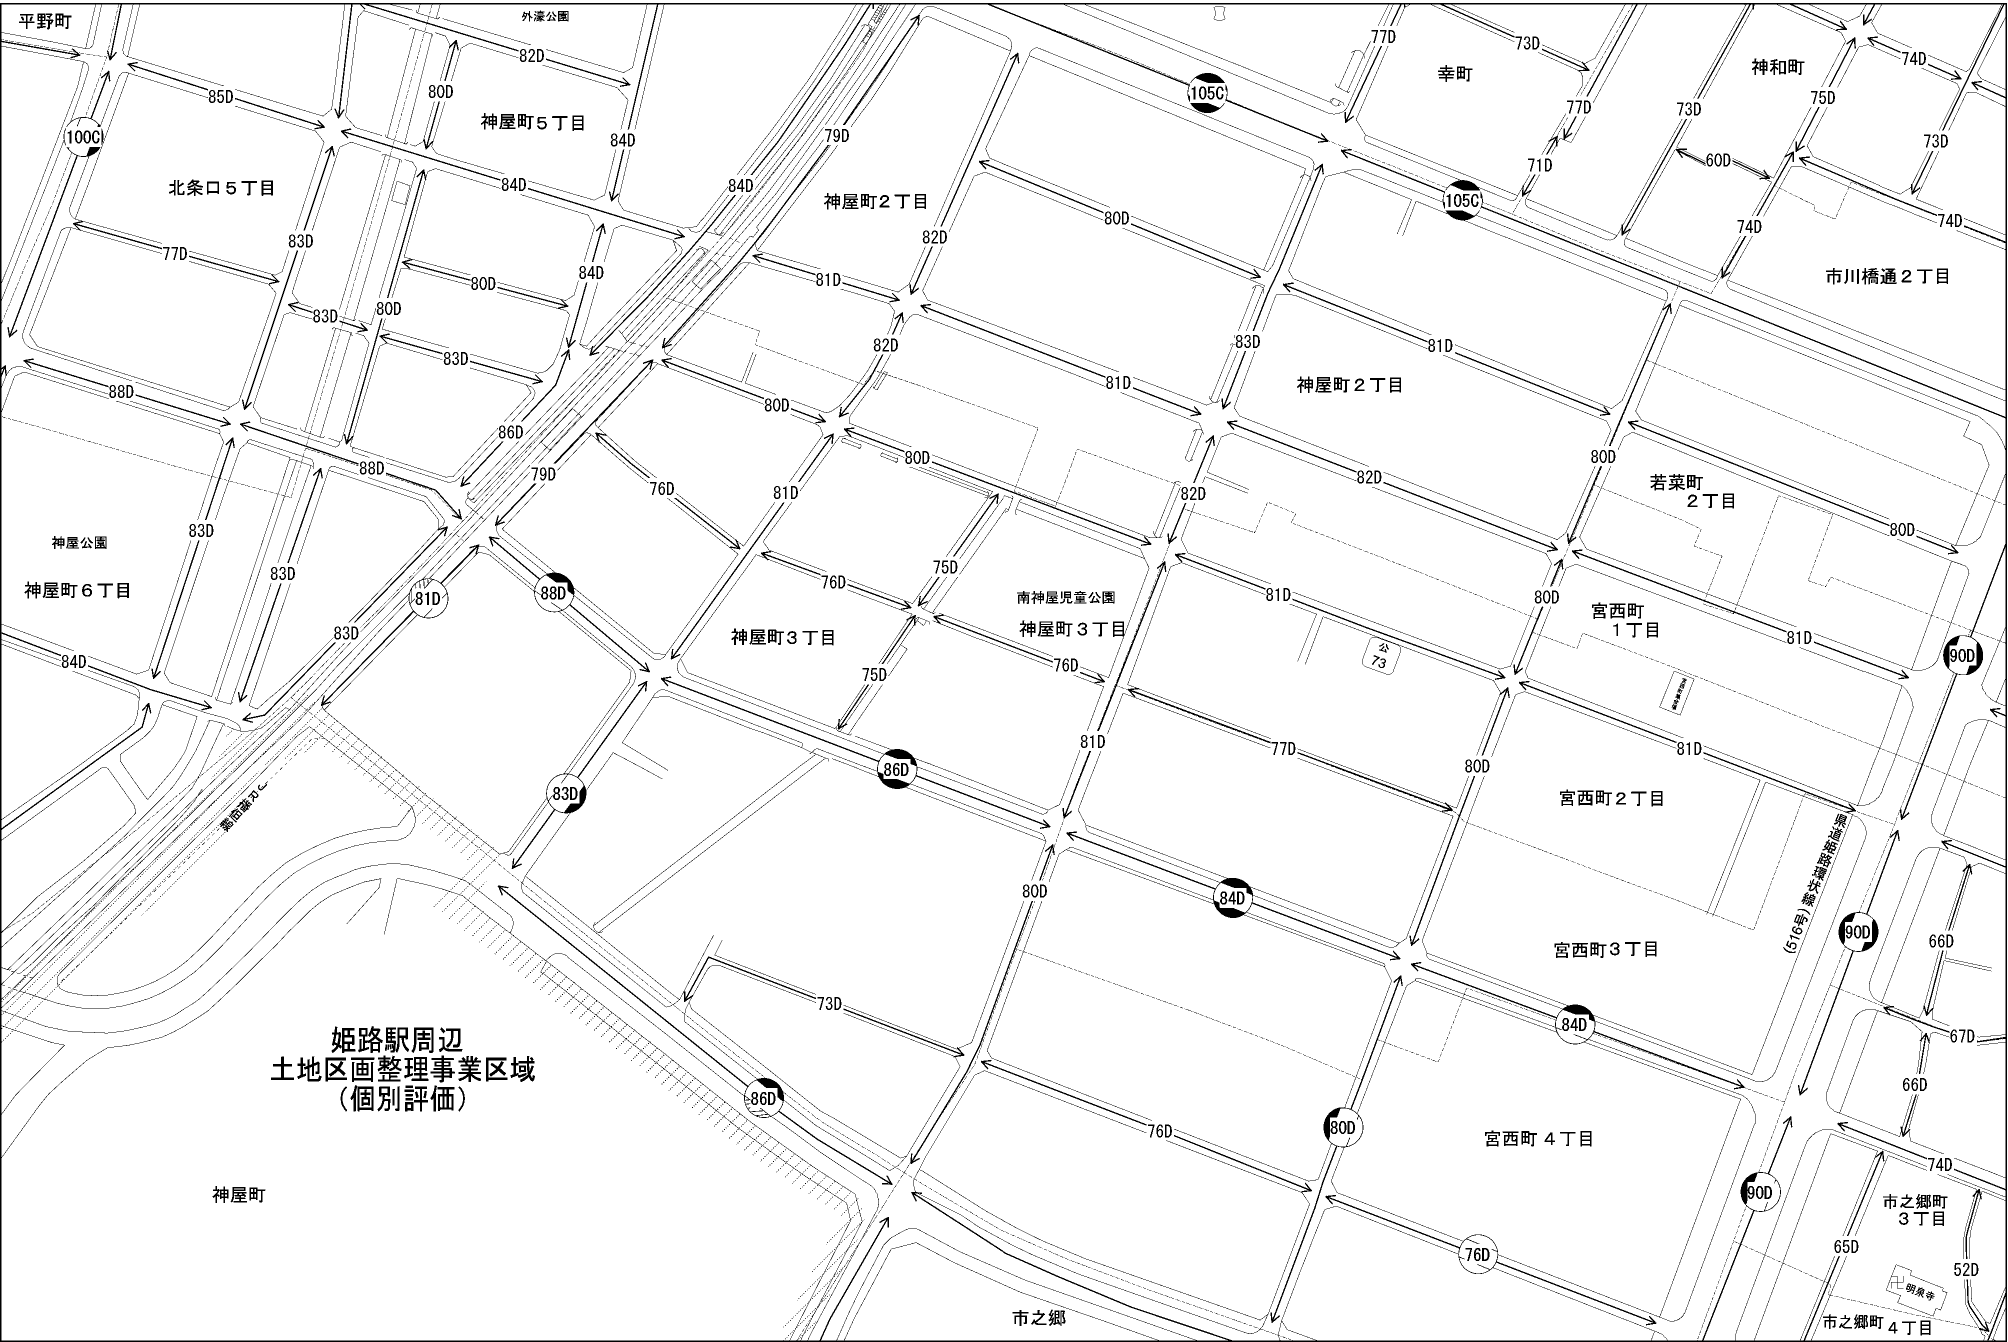 平野町
外濠公園
82D
77D
73D
幸町
神和町
74D
85D
80D
神屋町5丁目
84D
79D
105C
77D
73D
75D
73D
100C
北条口5丁目
84D
84D
神屋町2丁目
80D
105C
71D
60D
74D
74D
市川橋通2丁目
77D
83D
84D
80D
80D
83D
82D
81D
83D
82D
83D
81D
81D
88D
86D
80D
神屋町2丁目
80D
88D
79D
76D
81D
80D
82D
82D
若菜町
2丁目
80D
神屋公園
83D
83D
神屋町6丁目
81D
88D
76D
75D
南神屋児童公園
神屋町3丁目
81D
80D
宮西町
1丁目
81D
90D
83D
神屋町3丁目
75D
76D
公
73
84D
81D
77D
80D
81D
JR播但線
83D
86D
宮西町2丁目
県道姫路環状線
(516号)
80D
84D
90D
66D
宮西町3丁目
73D
84D
67D
姫路駅周辺
土地区画整理事業区域
(個別評価)
86D
76D
80D
宮西町4丁目
66D
74D
神屋町
90D
市之郷町
3丁目
76D
65D
52D
明泉寺
市之郷
市之郷町4丁目